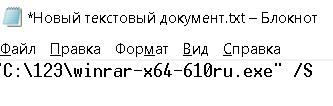 *Новый текстовый документ.txt – Блокнот
Файл Правка Формат Вид Справка
"C:\123\winrar-x64-610ru.exe" /S